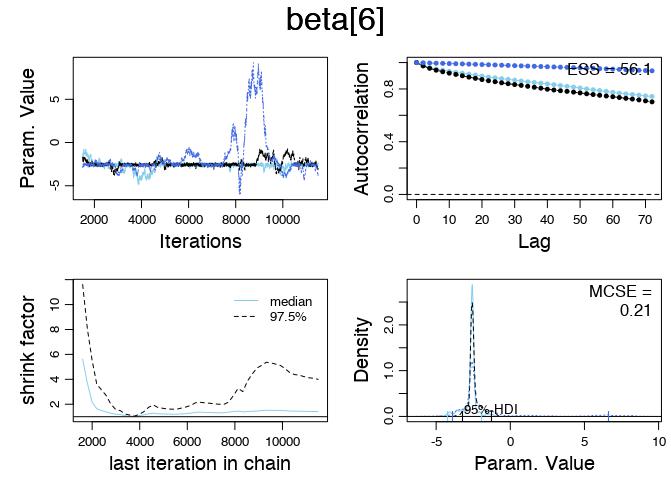 beta[6]
Param. Value
-5 0 5
2000 4000 6000 8000 10000
Iterations
Autocorrelation
0.0 0.4 0.8
ESS = 56.1
0 10 20 30 40 50 60 70
Lag
shrink factor
2 4 6 8 10
median
97.5%
2000 4000 6000 8000 10000
last iteration in chain
Density
0.0 1.0 2.0
MCSE =
0.21
95% HDI
-5 0 5 10
Param. Value